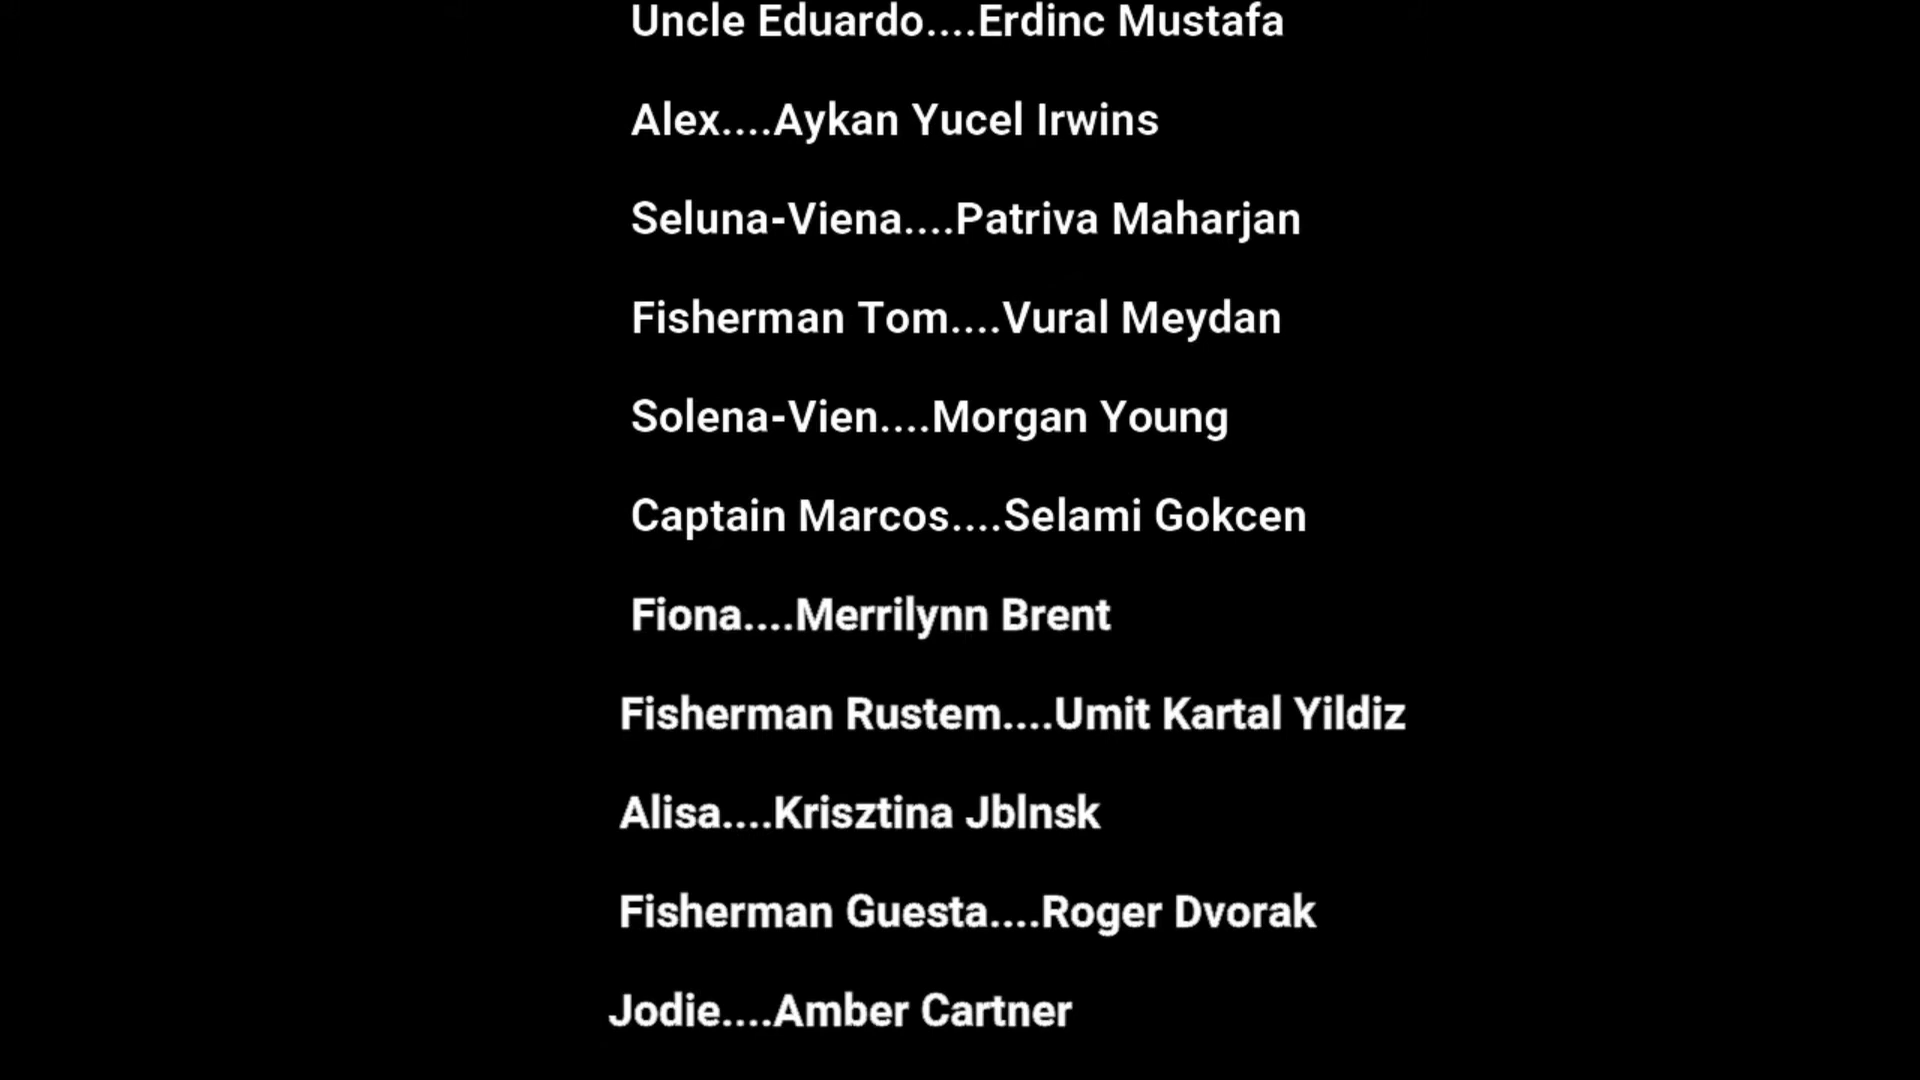 Uncle Eduardo....Erdinc Mustafa
Alex....Aykan Yucel Irwins
Seluna-Viena....Patriva Maharjan
Fisherman Tom....Vural Meydan
Solena-Vien....Morgan Young
Captain Marcos....Selami Gokcen
Fiona....Merrilynn Brent
Fisherman Rustem....Umit Kartal Yildiz
Alisa....Krisztina Jblnsk
Fisherman Guesta....Roger Dvorak
Jodie....Amber Cartner